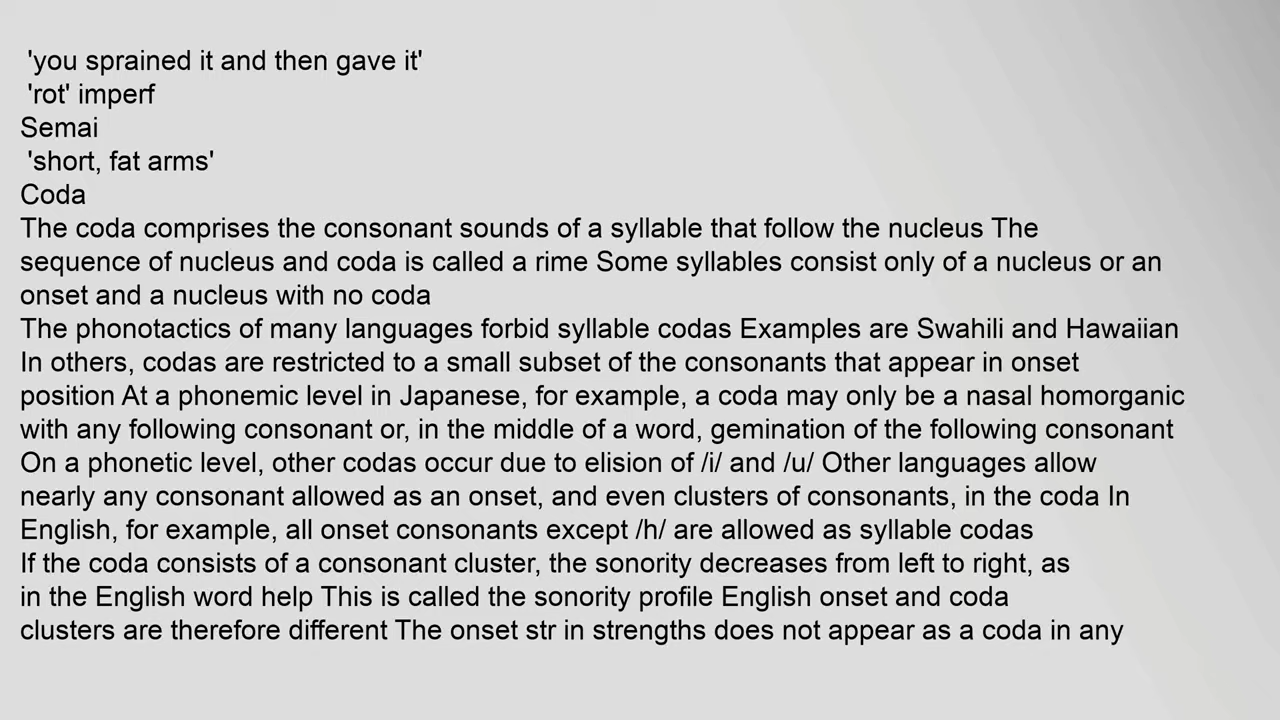 'you sprained it and then gave it'
'rot' imperf
Semai
'short, fat arms'
Coda
The coda comprises the consonant sounds of a syllable that follow the nucleus The
sequence of nucleus and coda is called a rime Some syllables consist only of a nucleus or an
onset and a nucleus with no coda
The phonotactics of many languages forbid syllable codas Examples are Swahili and Hawaiian
In others, codas are restricted to a small subset of the consonants that appear in onset
position At a phonemic level in Japanese, for example, a coda may only be a nasal homorganic
with any following consonant or, in the middle of a word, gemination of the following consonant
On a phonetic level, other codas occur due to elision of /i/ and /u/ Other languages allow
nearly any consonant allowed as an onset, and even clusters of consonants, in the coda In
English, for example, all onset consonants except /h/ are allowed as syllable codas
If the coda consists of a consonant cluster, the sonority decreases from left to right, as
in the English word help This is called the sonority profile English onset and coda
clusters are therefore different The onset str in strengths does not appear as a coda in any